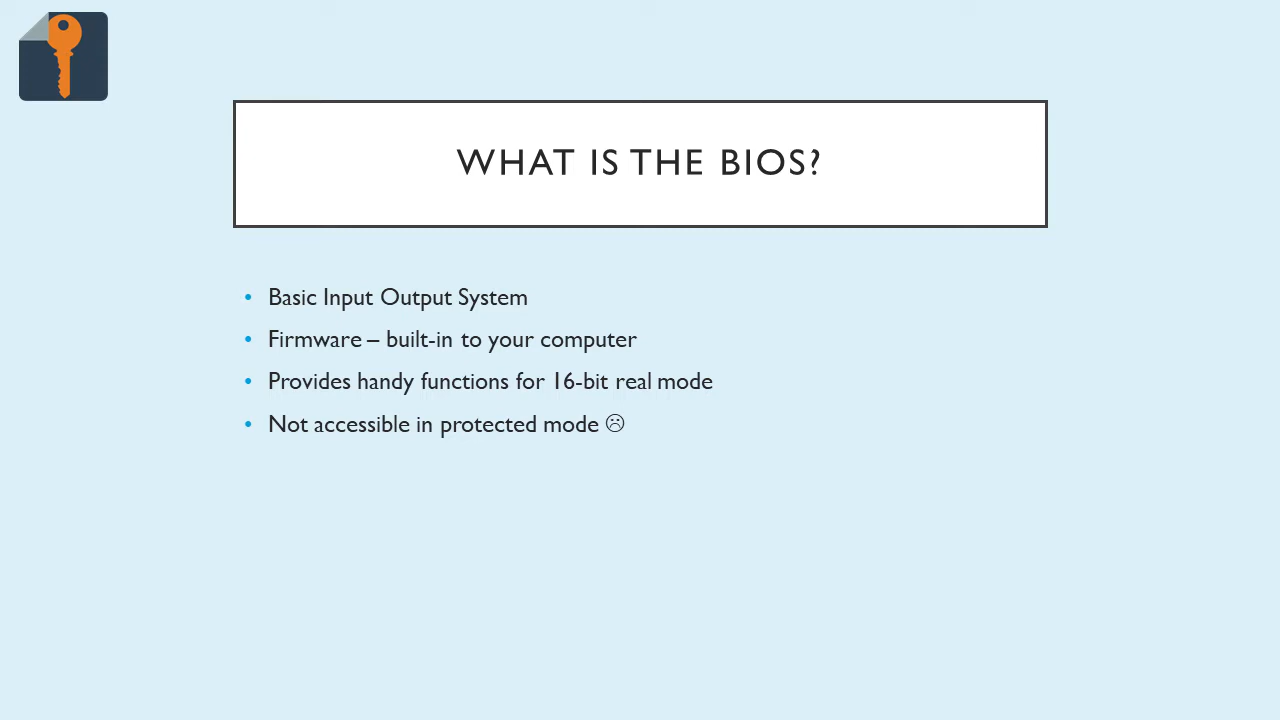 WHAT IS THE BIOS?
• Basic Input Output System
• Firmware – built-in to your computer
• Provides handy functions for 16-bit real mode
• Not accessible in protected mode ☹